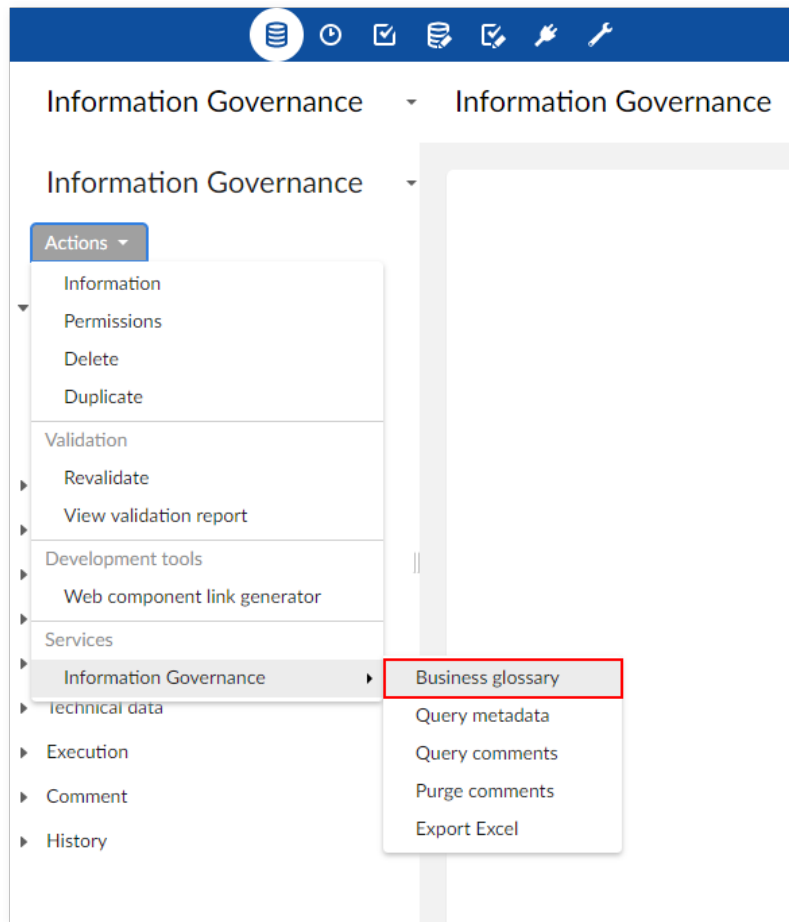 Information Governance
Information Governance
Information Governance
Actions
Information
Permissions
Delete
Duplicate
Validation
Revalidate
View validation report
Development tools
Web component link generator
Services
Information Governance
Business glossary
Query metadata
Query comments
Purge comments
Export Excel
Technical data
Execution
Comment
History